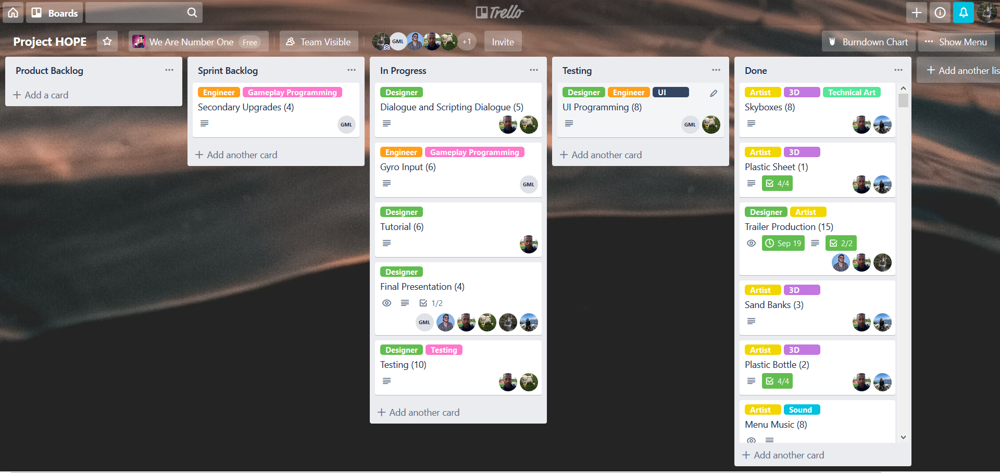 Boards
Trello
Project HOPE
We Are Number One Free
Team Visible
GML
+1
Invite
Burndown Chart
Show Menu
Product Backlog
Add a card
Sprint Backlog
Engineer Gameplay Programming
Secondary Upgrades (4)
GML
Add another card
In Progress
Designer
Dialogue and Scripting Dialogue (5)
Engineer Gameplay Programming
Gyro Input (6)
GML
Designer
Tutorial (6)
Designer
Final Presentation (4)
1/2
GML
Designer Testing
Testing (10)
Add another card
Testing
Designer Engineer UI
UI Programming (8)
GML
Add another card
Done
Artist 3D Technical Art
Skyboxes (8)
Artist 3D
Plastic Sheet (1)
4/4
Designer Artist
Trailer Production (15)
Sep 19 2/2
Artist 3D
Sand Banks (3)
Artist 3D
Plastic Bottle (2)
4/4
Artist Sound
Menu Music (8)
Add another card
Add another lis